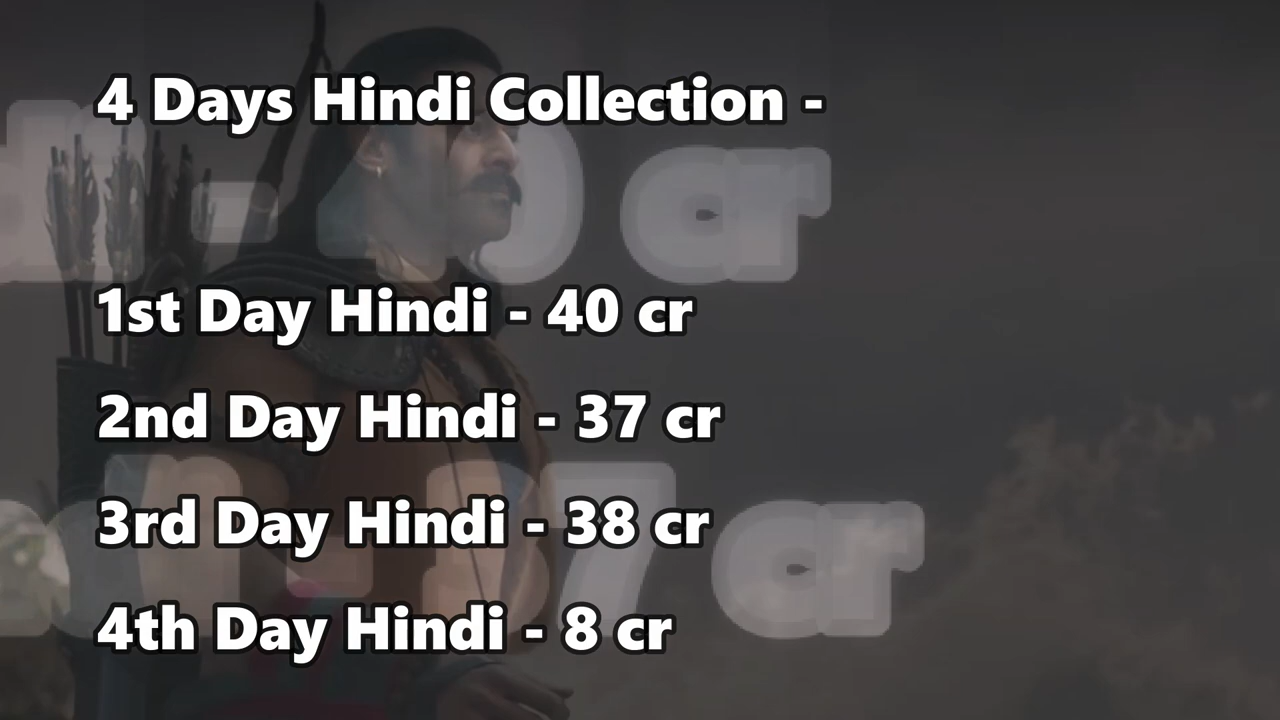 4 Days Hindi Collection -
1st Day Hindi - 40 cr
2nd Day Hindi - 37 cr
3rd Day Hindi - 38 cr
4th Day Hindi - 8 cr